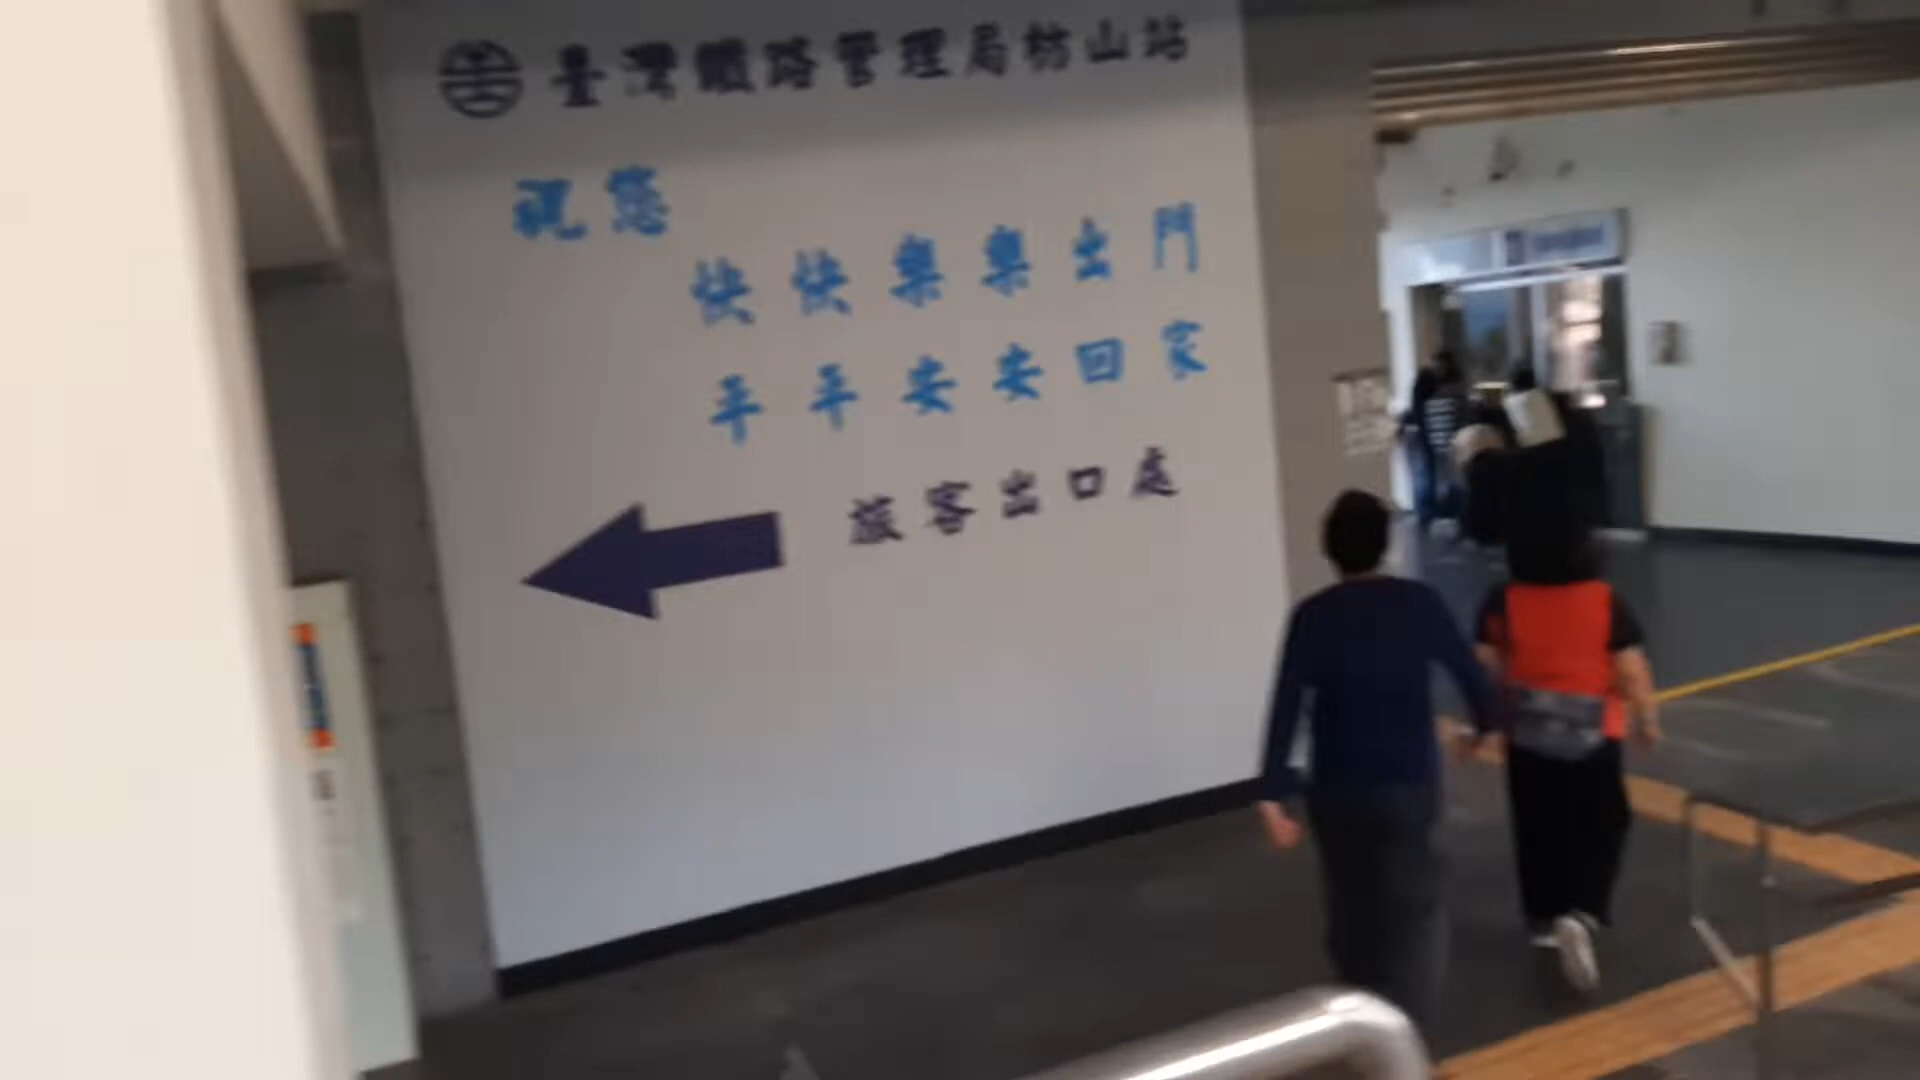 臺灣鐵路管理局枋山站
祝您
快快樂樂出門
平平安安回家
旅客出口處